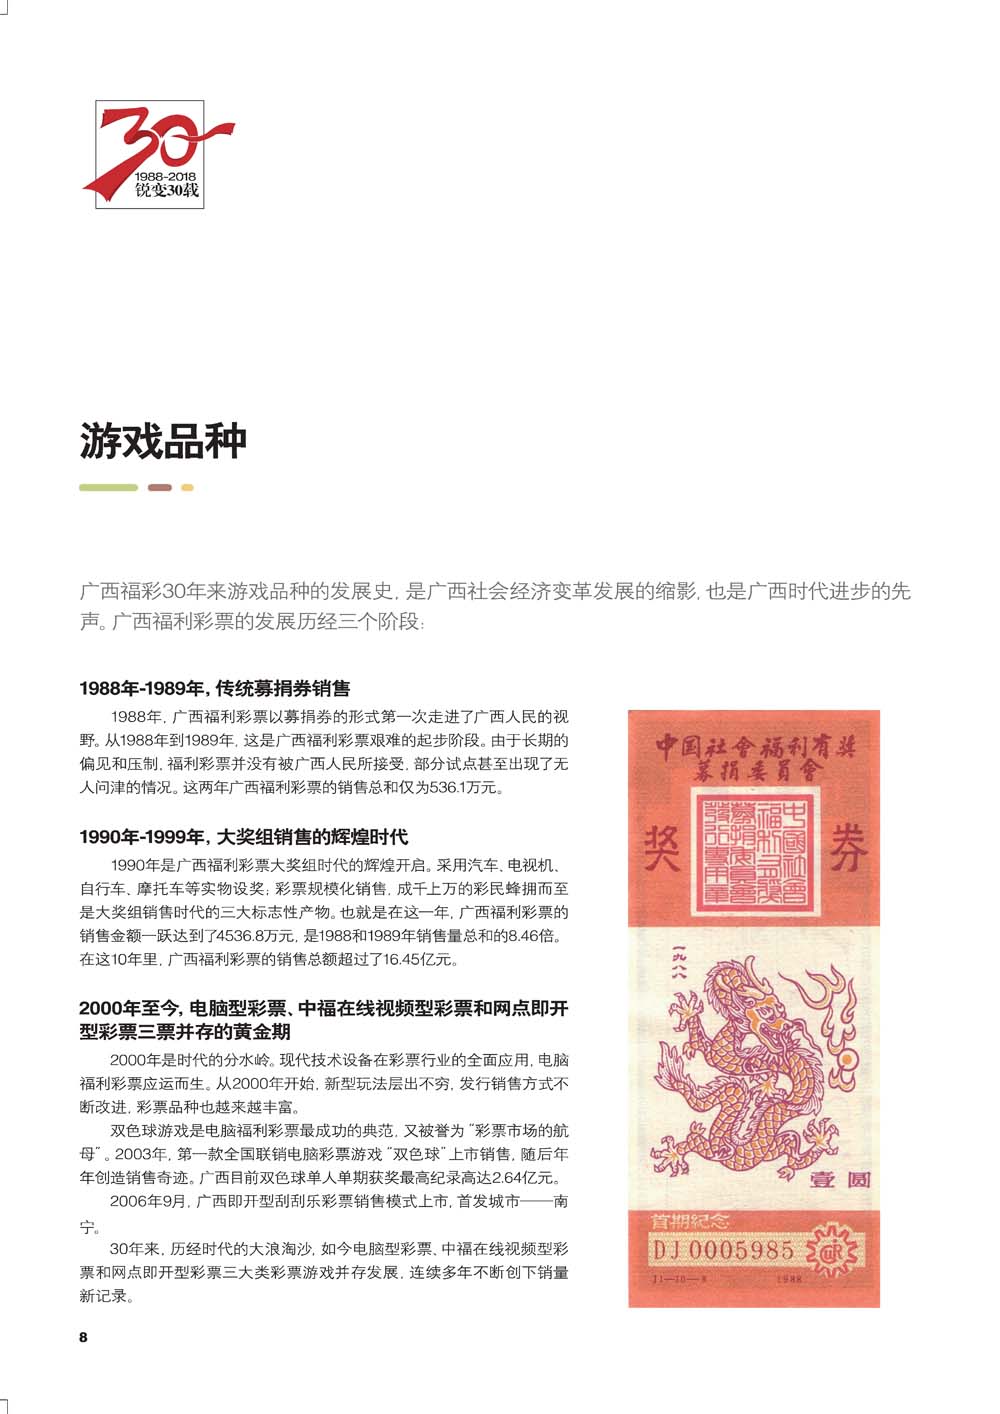 30
1988-2018
锐变30载
游戏品种
广西福彩30年来游戏品种的发展史，是广西社会经济变革发展的缩影，也是广西时代进步的先
声。广西福利彩票的发展历经三个阶段：
1988年-1989年，传统募捐券销售
1988年，广西福利彩票以募捐券的形式第一次走进了广西人民的视
野。从1988年到1989年，这是广西福利彩票艰难的起步阶段。由于长期的
偏见和压制，福利彩票并没有被广西人民所接受，部分试点甚至出现了无
人问津的情况。这两年广西福利彩票的销售总和仅为536.1万元。
1990年-1999年，大奖组销售的辉煌时代
1990年是广西福利彩票大奖组时代的辉煌开启。采用汽车、电视机、
自行车、摩托车等实物设奖；彩票规模化销售，成千上万的彩民蜂拥而至
是大奖组销售时代的三大标志性产物。也就是在这一年，广西福利彩票的
销售金额一跃达到了4536.8万元，是1988和1989年销售量总和的8.46倍。
在这10年里，广西福利彩票的销售总额超过了16.45亿元。
2000年至今，电脑型彩票、中福在线视频型彩票和网点即开
型彩票三票并存的黄金期
2000年是时代的分水岭。现代技术设备在彩票行业的全面应用，电脑
福利彩票应运而生。从2000年开始，新型玩法层出不穷，发行销售方式不
断改进，彩票品种也越来越丰富。
双色球游戏是电脑福利彩票最成功的典范，又被誉为“彩票市场的航
母”。2003年，第一款全国联销电脑彩票游戏“双色球”上市销售，随后年
年创造销售奇迹。广西目前双色球单人单期获奖最高纪录高达2.64亿元。
2006年9月，广西即开型刮刮乐彩票销售模式上市，首发城市——南
宁。
30年来，历经时代的大浪淘沙，如今电脑型彩票、中福在线视频型彩
票和网点即开型彩票三大类彩票游戏并存发展，连续多年不断创下销量
新记录。
8
中国社會福利有奖
募捐委員會
奖 券
中國社会
福利有奖
募捐委員會
發行專用章
一九八八
壹圆
首期紀念
DJ 0005985
J1—10—8 1988